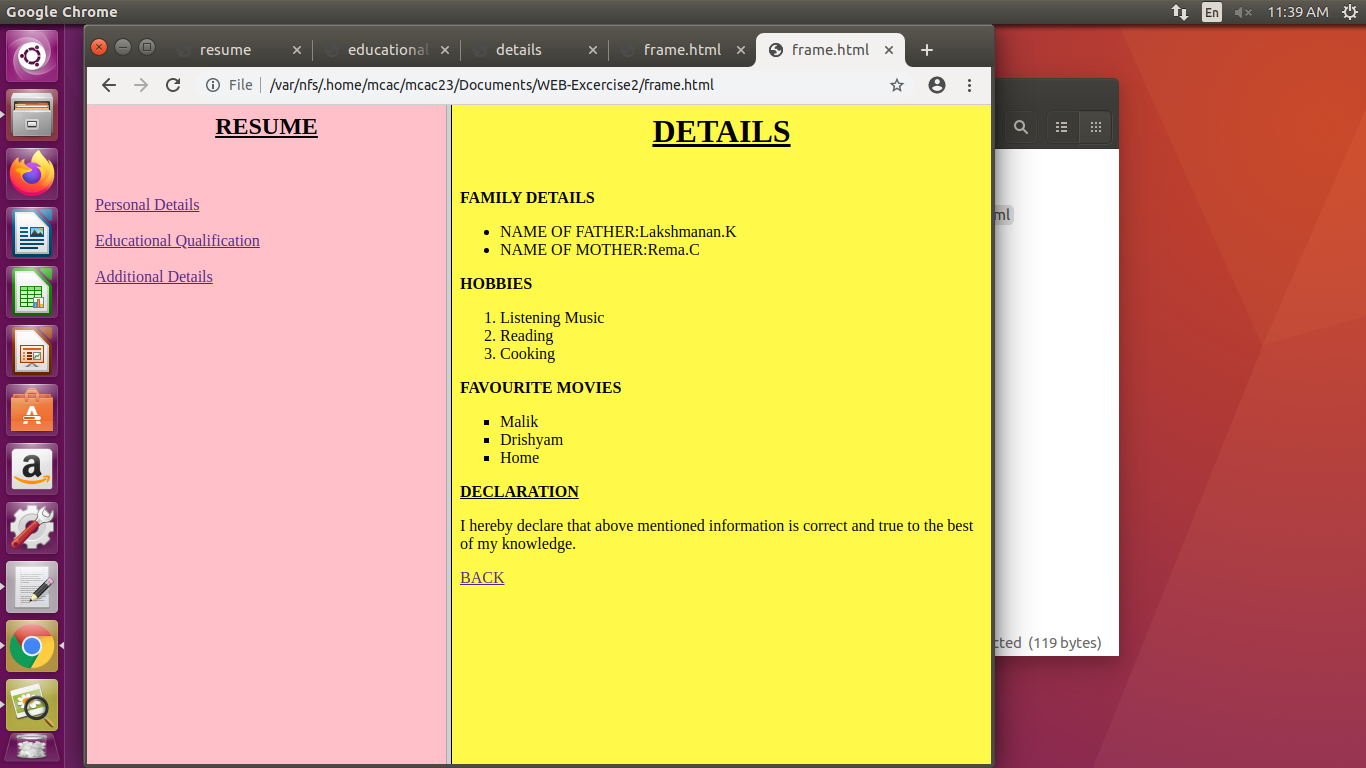 Google Chrome
En
11:39 AM
resume
educational
details
frame.html
frame.html
File
/var/nfs/.home/mcac/mcac23/Documents/WEB-Excercise2/frame.html
RESUME
Personal Details
Educational Qualification
Additional Details
DETAILS
FAMILY DETAILS
• NAME OF FATHER:Lakshmanan.K
• NAME OF MOTHER:Rema.C
HOBBIES
1. Listening Music
2. Reading
3. Cooking
FAVOURITE MOVIES
▪ Malik
▪ Drishyam
▪ Home
DECLARATION
I hereby declare that above mentioned information is correct and true to the best
of my knowledge.
BACK
ml
cted (119 bytes)